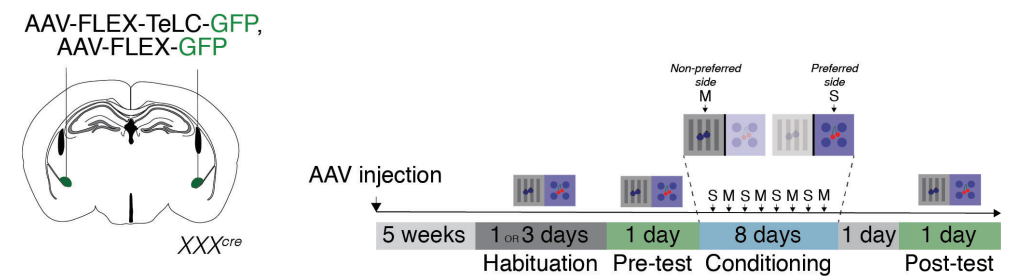 AAV-FLEX-TeLC-GFP,
AAV-FLEX-GFP
XXXcre
AAV injection
Non-preferred side
M
Preferred side
S
S M S M S M S M
5 weeks
1 OR 3 days
1 day
8 days
1 day
1 day
Habituation
Pre-test
Conditioning
Post-test